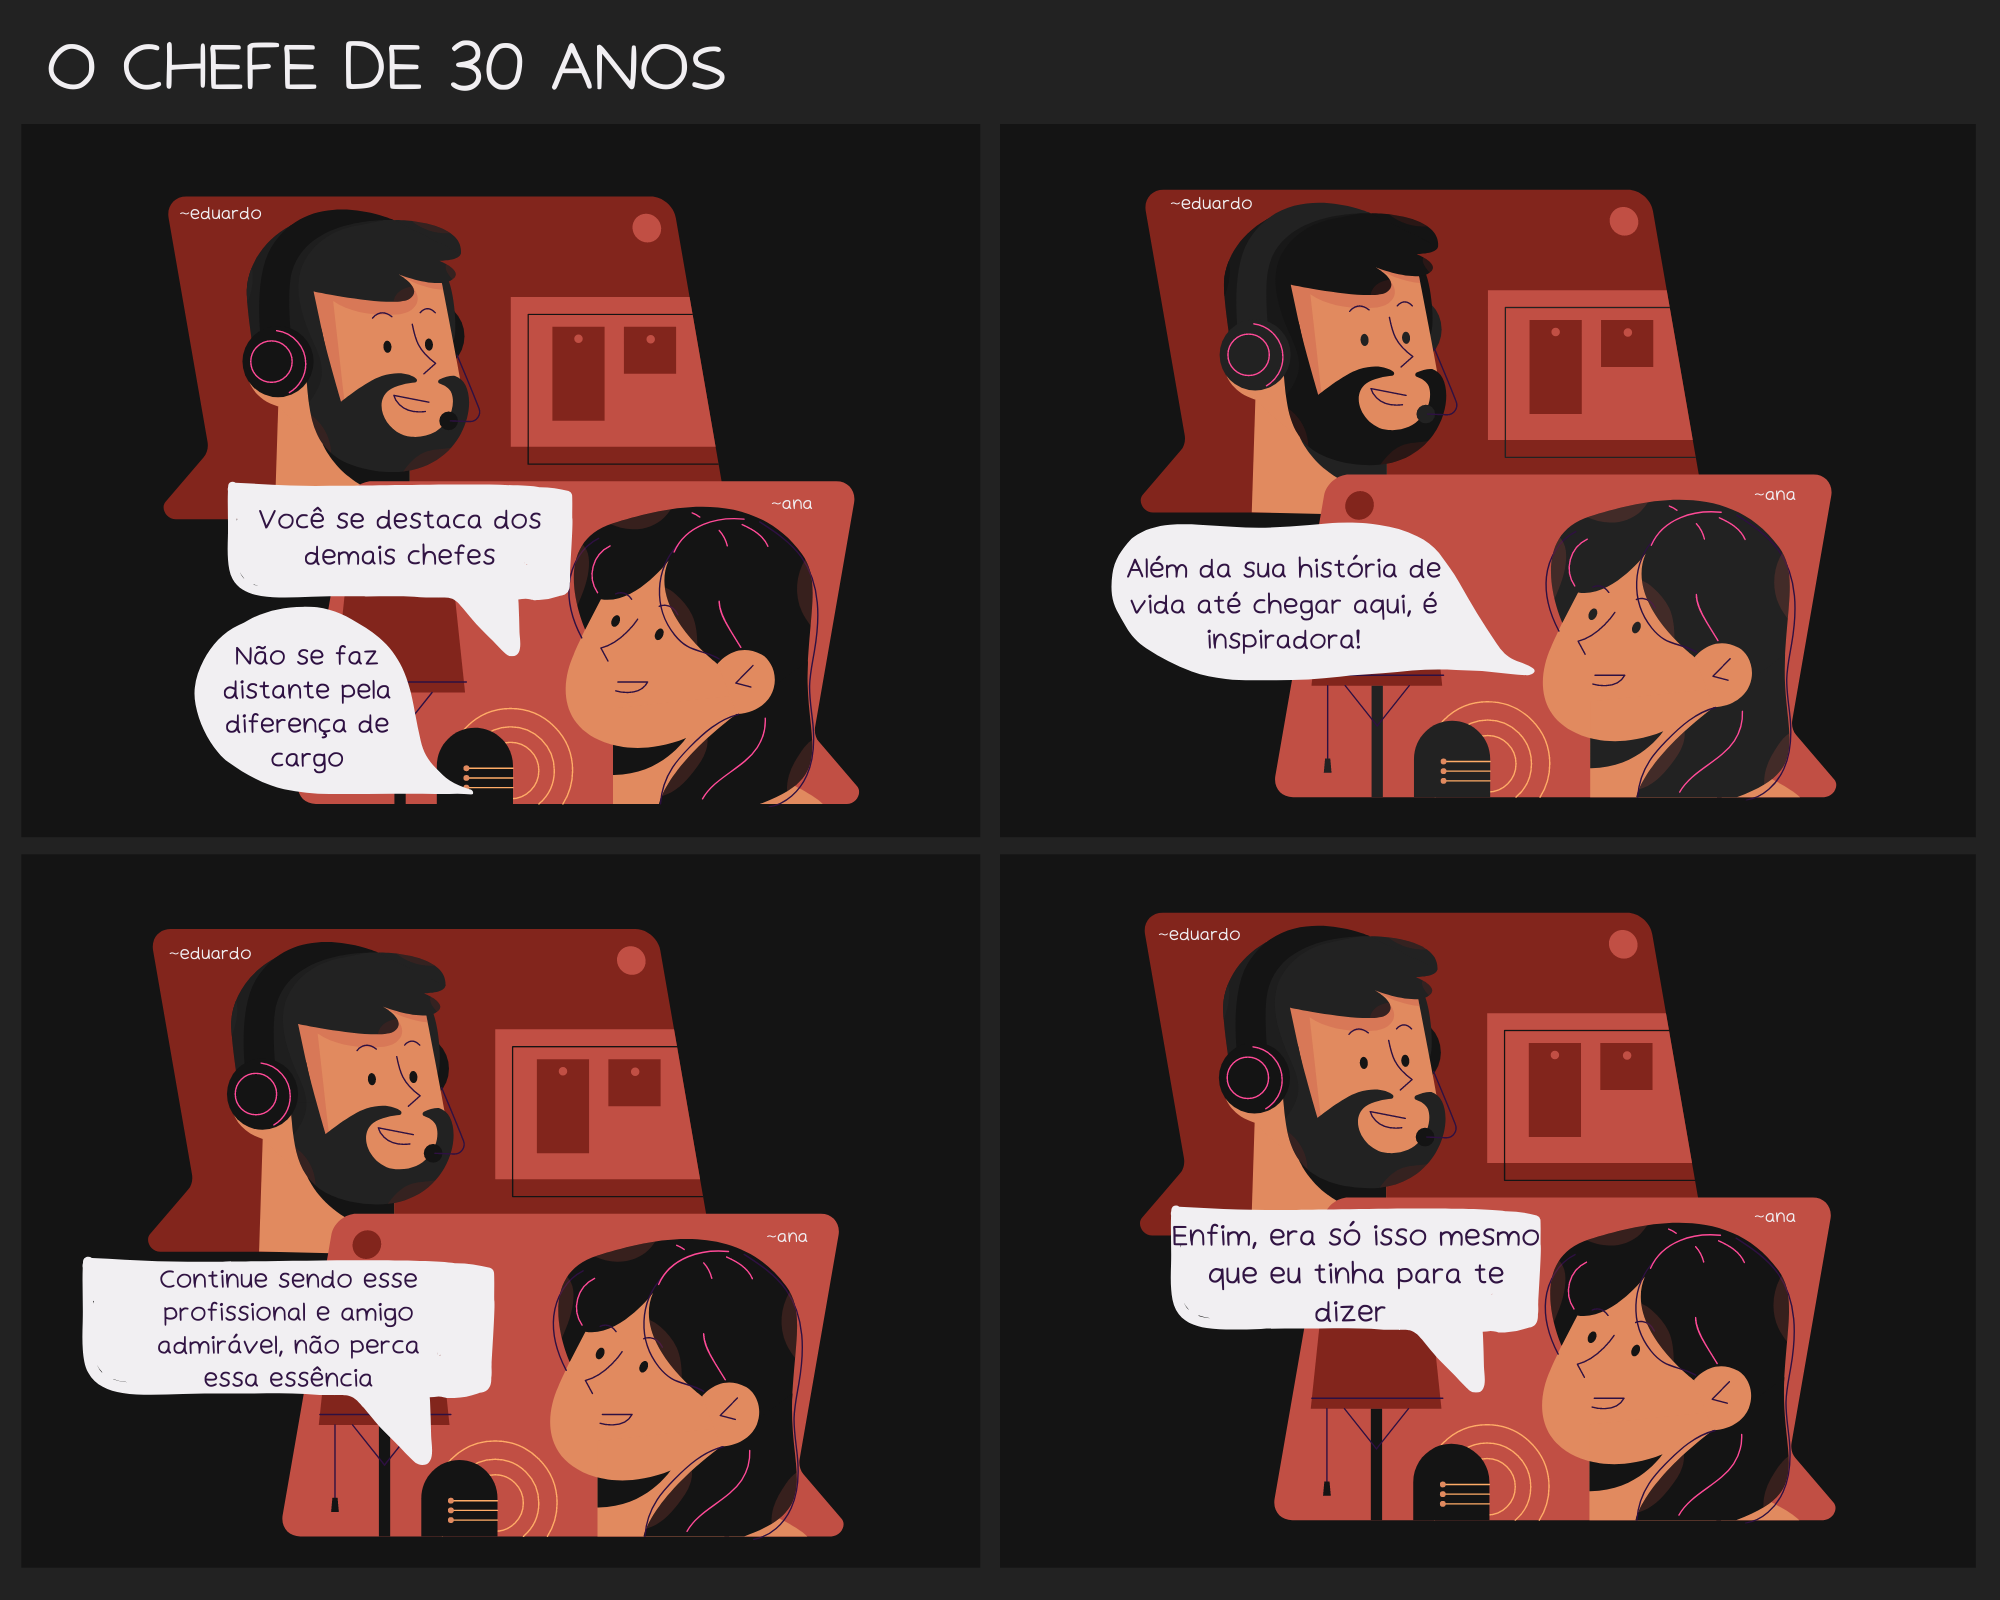 O CHEFE DE 30 ANOS
~eduardo
~ana
Você se destaca dos
demais chefes
Não se faz
distante pela
diferença de
cargo
~eduardo
~ana
Além da sua história de
vida até chegar aqui, é
inspiradora!
~eduardo
~ana
Continue sendo esse
profissional e amigo
admirável, não perca
essa essência
~eduardo
~ana
Enfim, era só isso mesmo
que eu tinha para te
dizer